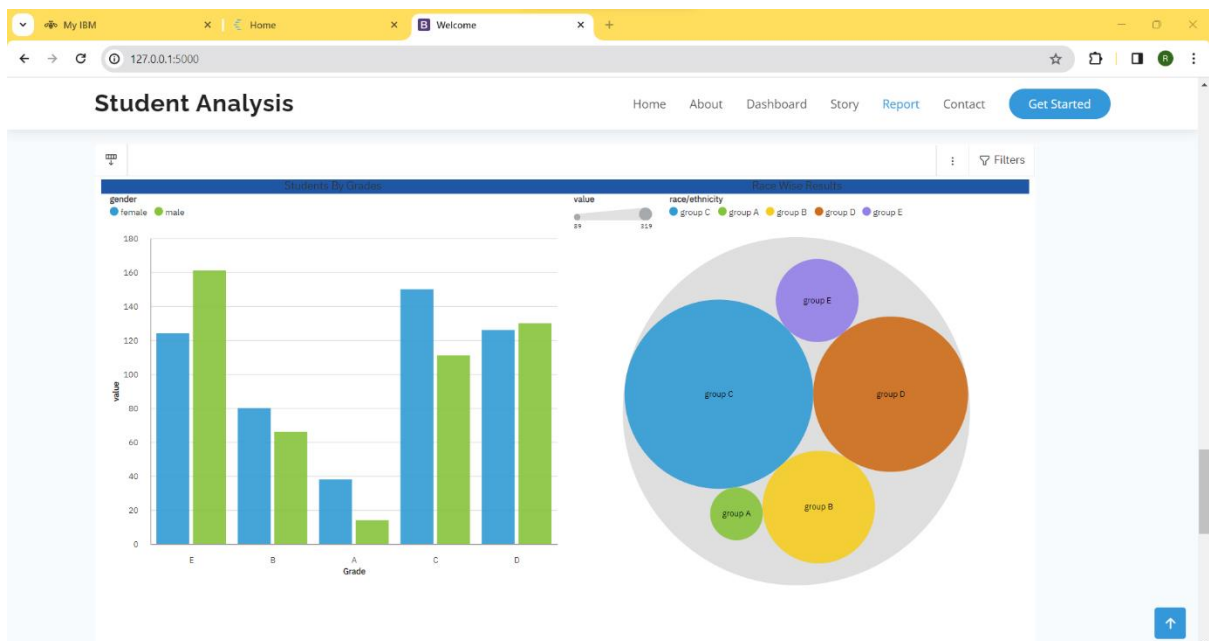 My IBM
Home
Welcome
127.0.0.1:5000
R
Student Analysis
Home About Dashboard Story Report Contact Get Started
Filters
Students By Grades
Race Wise Results
gender
female male
value
89 319
race/ethnicity
group C group A group B group D group E
180
160
140
120
100
80
60
40
20
0
value
E B A C D
Grade
group E
group C
group D
group B
group A